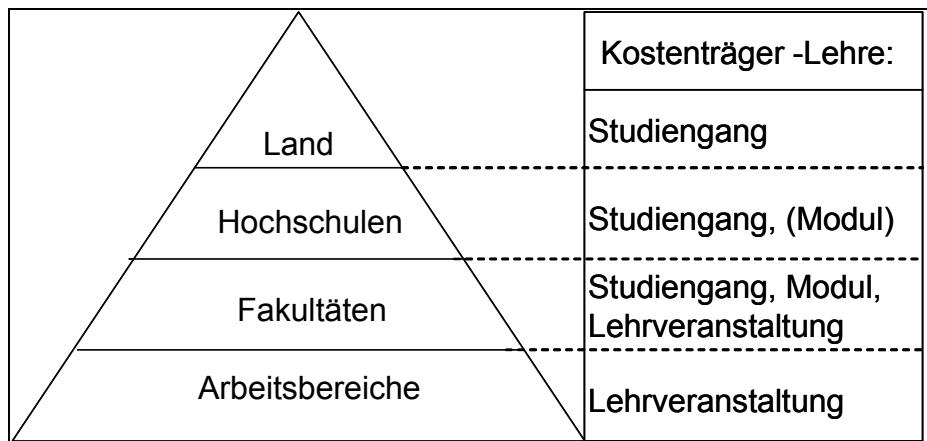 Kostenträger -Lehre:
Land
Studiengang
Hochschulen
Studiengang, (Modul)
Fakultäten
Studiengang, Modul,
Lehrveranstaltung
Arbeitsbereiche
Lehrveranstaltung